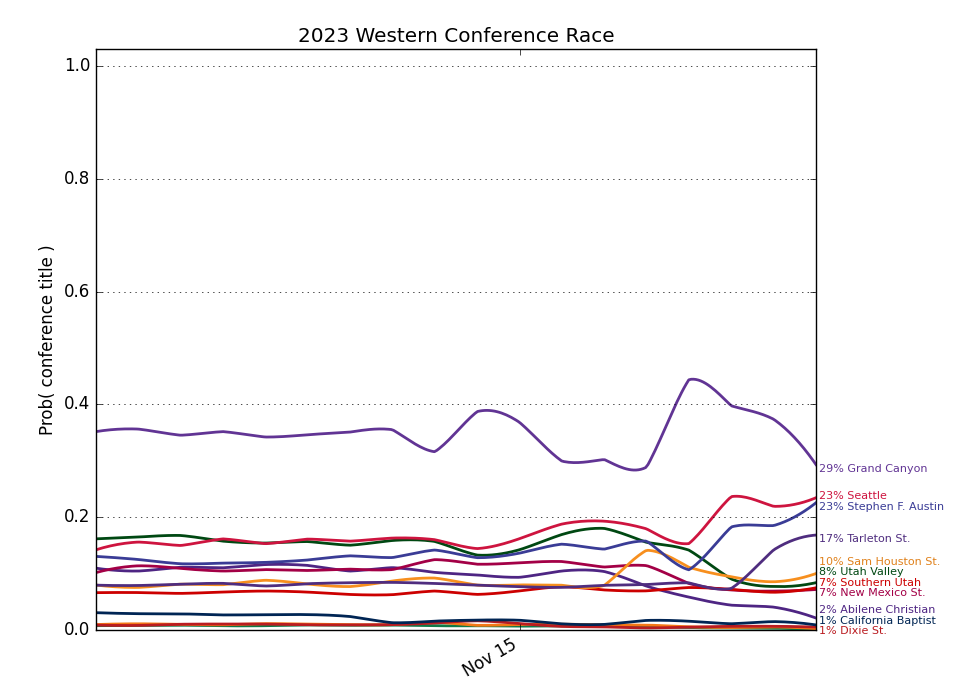 2023 Western Conference Race
Prob( conference title )
1.0
0.8
0.6
0.4
0.2
0.0
Nov 15
29% Grand Canyon
23% Seattle
23% Stephen F. Austin
17% Tarleton St.
10% Sam Houston St.
8% Utah Valley
7% Southern Utah
7% New Mexico St.
2% Abilene Christian
1% California Baptist
1% Dixie St.